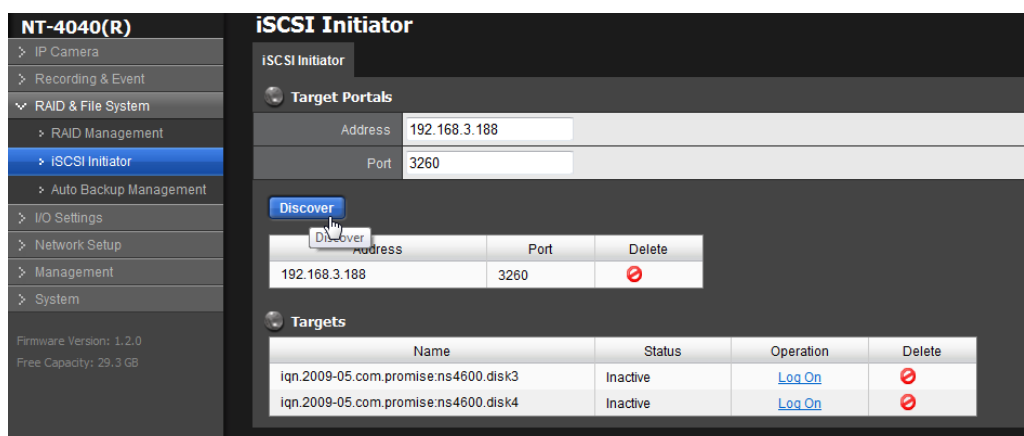 NT-4040(R)
> IP Camera
> Recording & Event
RAID & File System
> RAID Management
> iSCSI Initiator
> Auto Backup Management
> I/O Settings
> Network Setup
> Management
> System
Firmware Version: 1.2.0
Free Capacity: 29.3 GB
iSCSI Initiator
iSCSI Initiator
Target Portals
Address 192.168.3.188
Port 3260
Discover
Discover
Address Port Delete
192.168.3.188 3260
Targets
Name Status Operation Delete
iqn.2009-05.com.promise:ns4600.disk3 Inactive Log On
iqn.2009-05.com.promise:ns4600.disk4 Inactive Log On